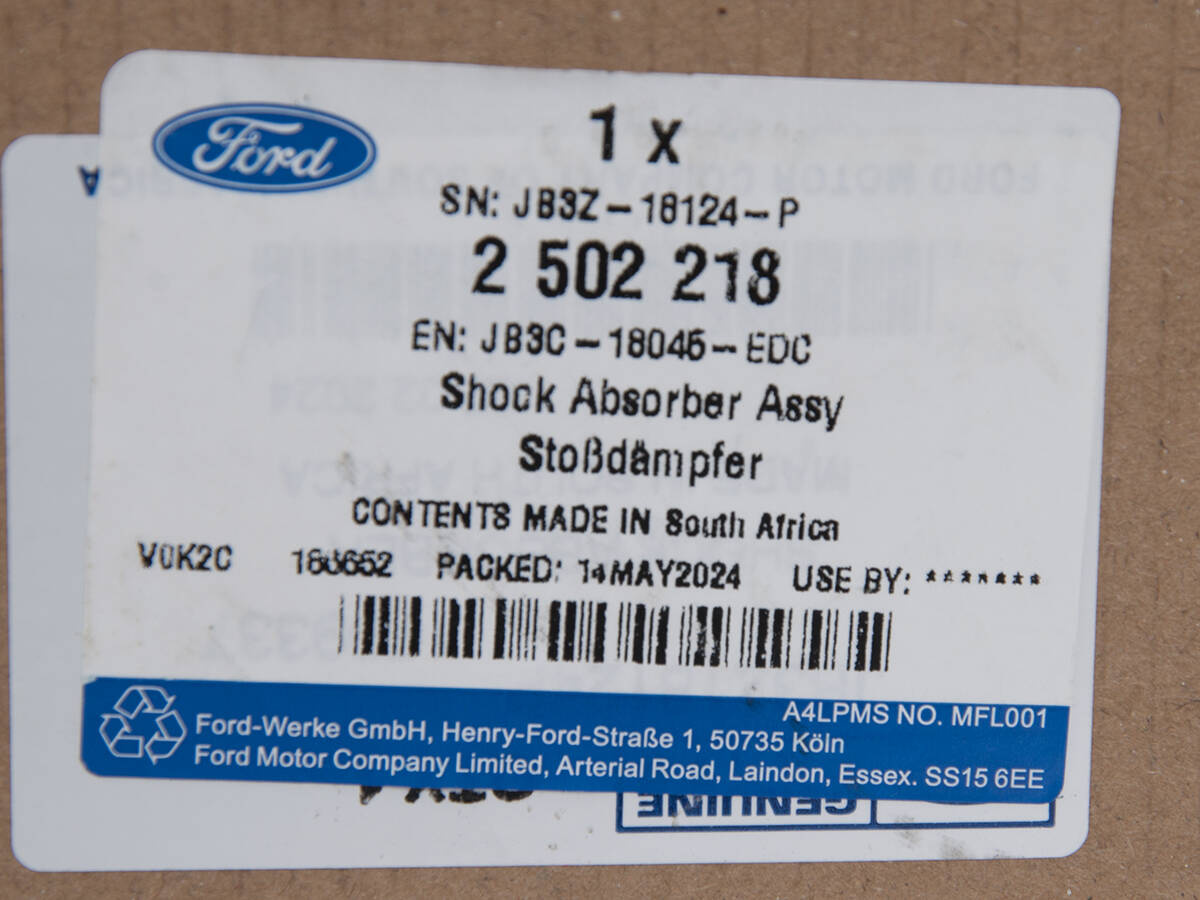 Ford
1 x
SN: JB3Z-18124-P
2 502 218
EN: JB3C-18045-EDC
Shock Absorber Assy
Stoßdämpfer
CONTENTS MADE IN South Africa
V0K2C PACKED: 14MAY2024 USE BY: *******
A4LPMS NO. MFL001
Ford-Werke GmbH, Henry-Ford-Straße 1, 50735 Köln
Ford Motor Company Limited, Arterial Road, Laindon, Essex. SS15 6EE
GENUINE